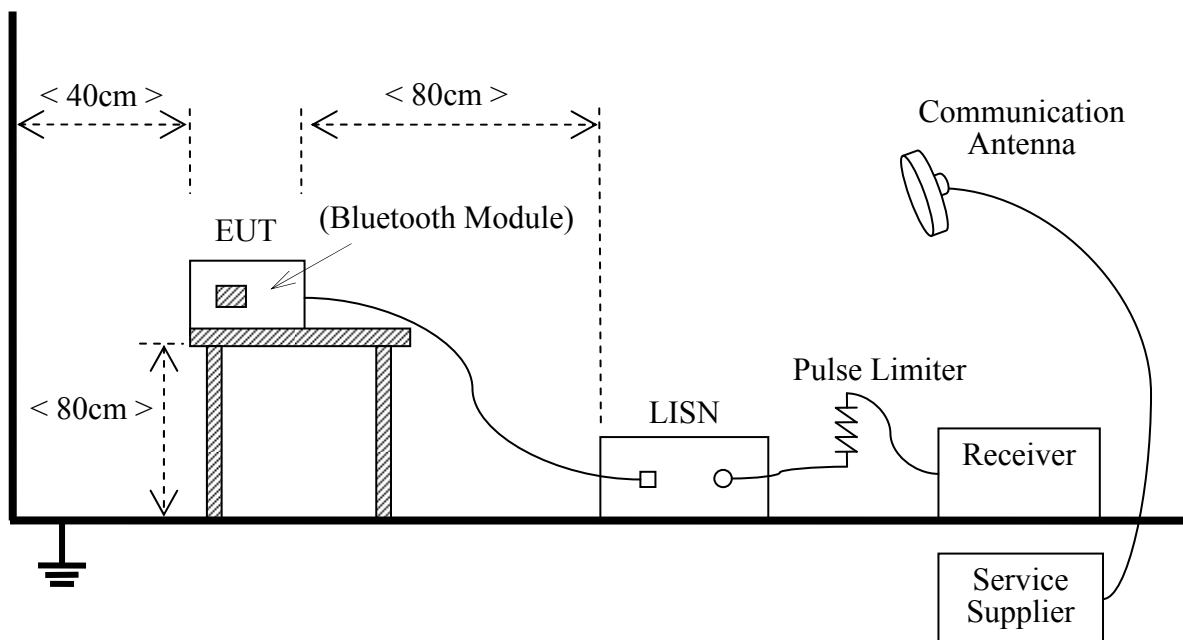 < 40cm >
< 80cm >
Communication
Antenna
(Bluetooth Module)
EUT
Pulse Limiter
< 80cm >
LISN
Receiver
Service
Supplier